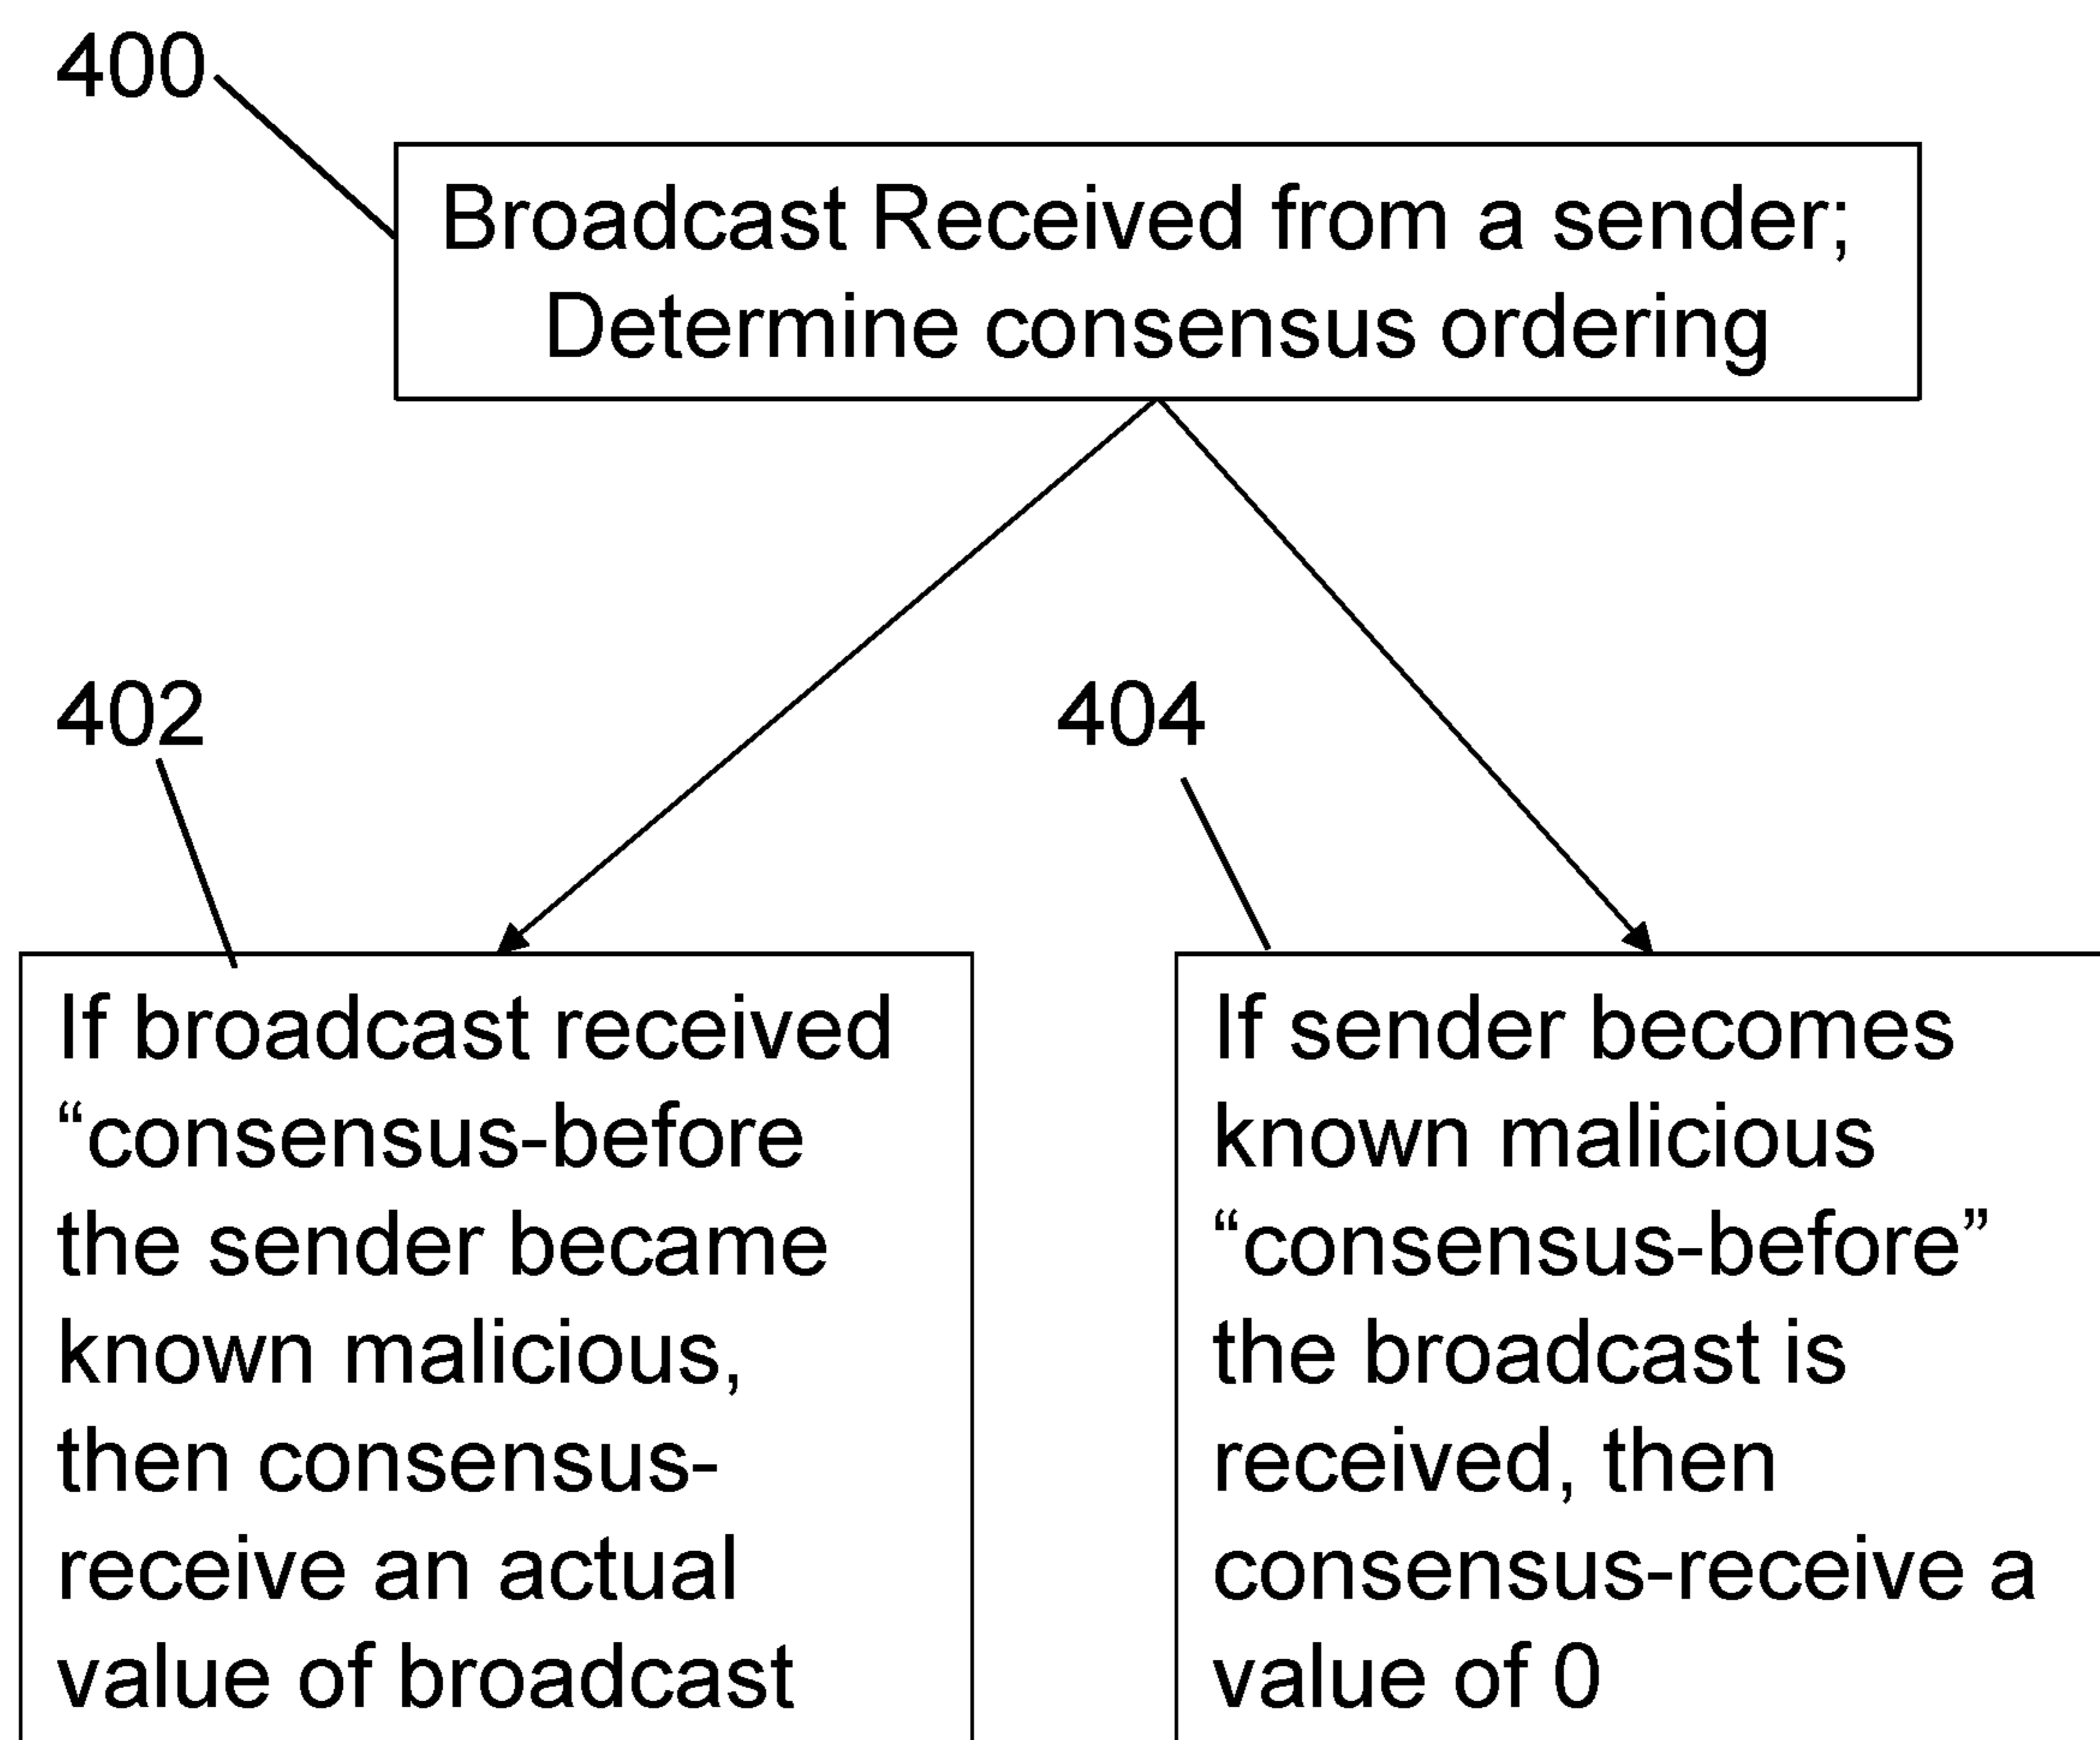 400
Broadcast Received from a sender;
Determine consensus ordering
402
404
If broadcast received
“consensus-before
the sender became
known malicious,
then consensus-
receive an actual
value of broadcast
If sender becomes
known malicious
“consensus-before”
the broadcast is
received, then
consensus-receive a
value of 0